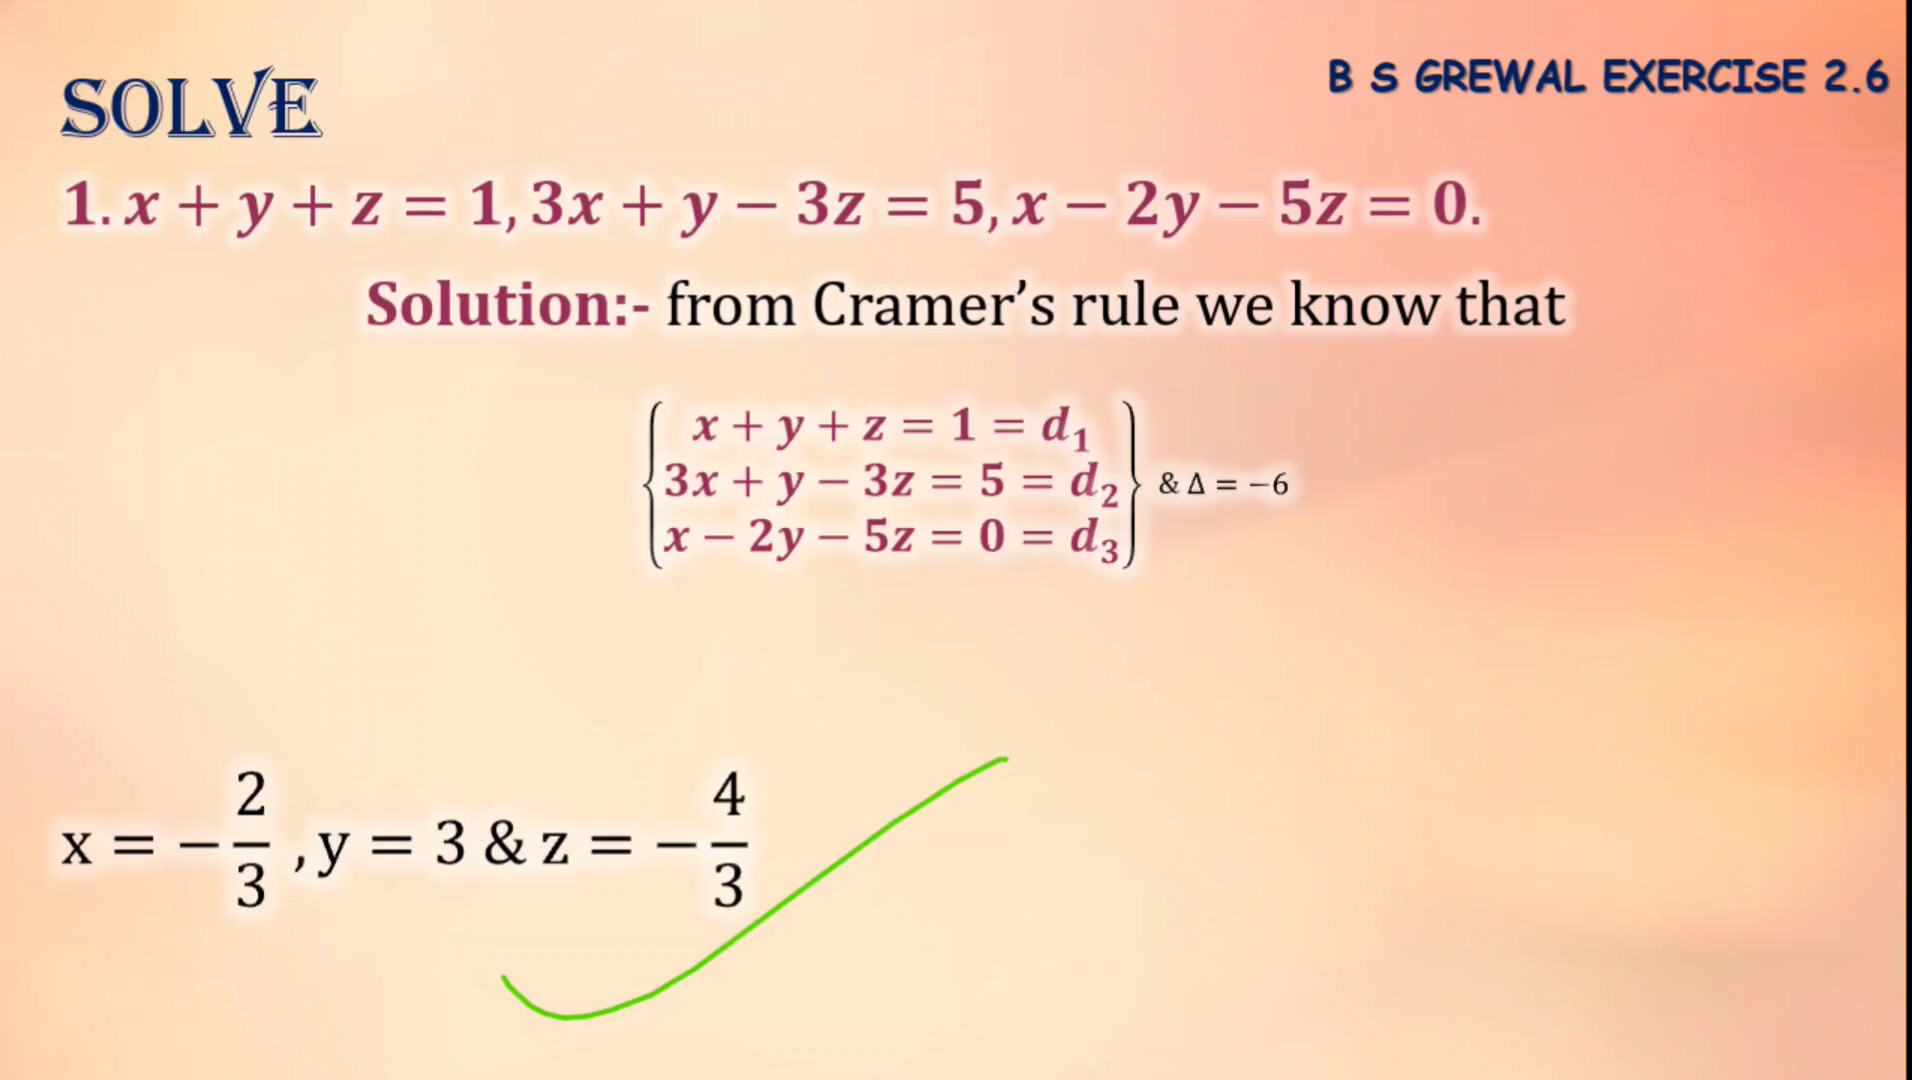 SOLVE
B S GREWAL EXERCISE 2.6
1. x + y + z = 1, 3x + y − 3z = 5, x − 2y − 5z = 0.
Solution:- from Cramer’s rule we know that
x + y + z = 1 = d₁
3x + y − 3z = 5 = d₂ & Δ = −6
x − 2y − 5z = 0 = d₃
x = −2/3 , y = 3 & z = −4/3